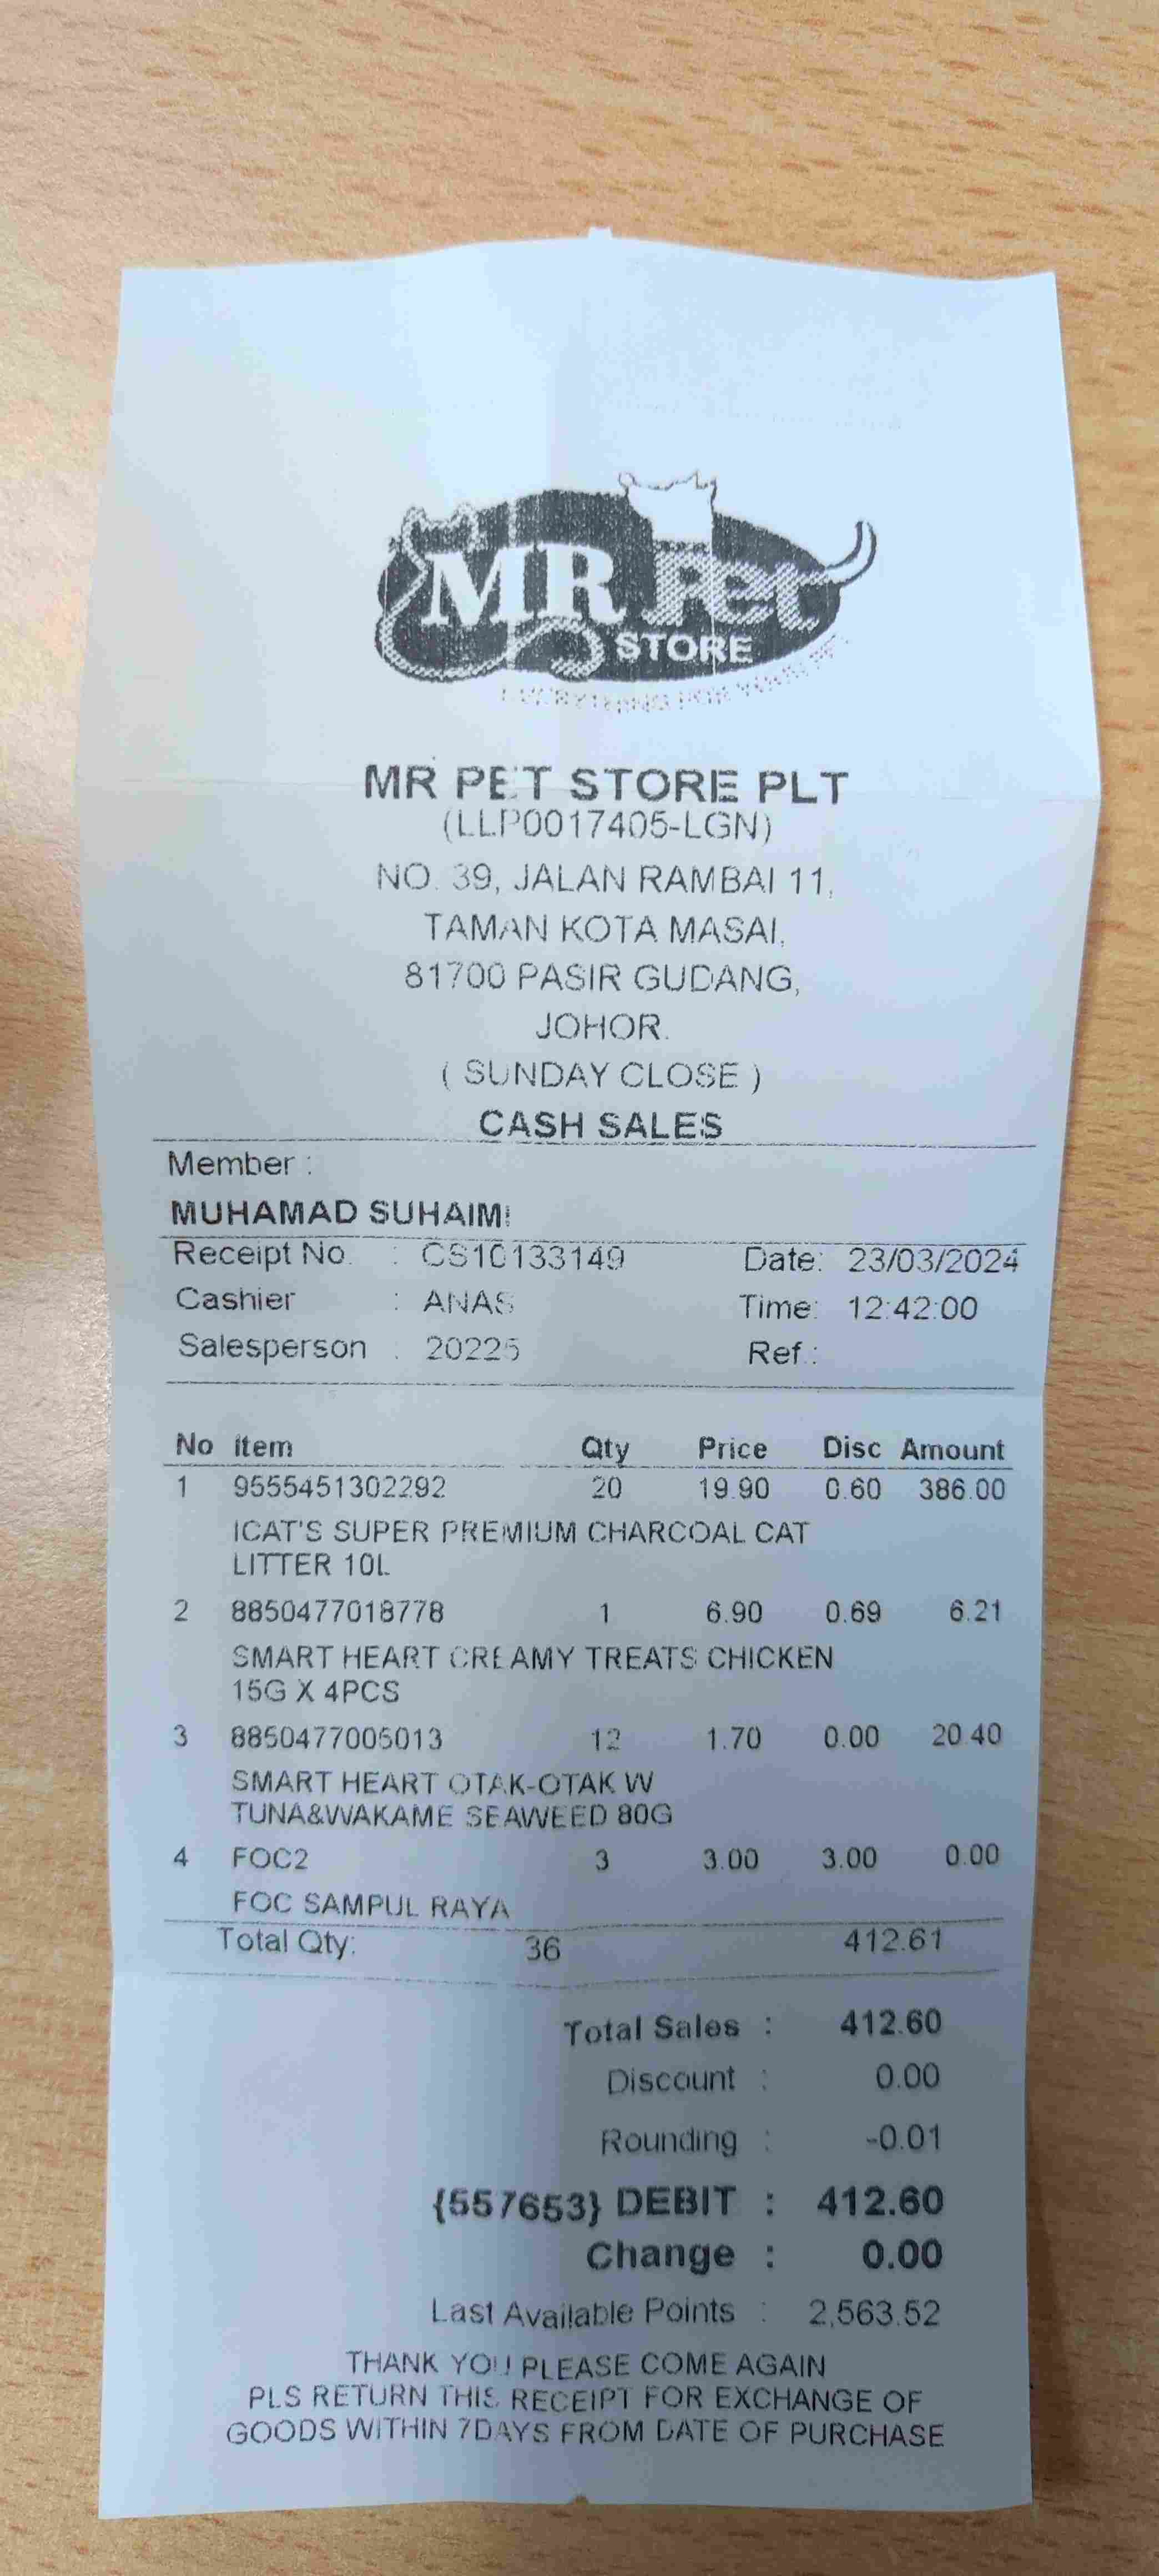 MR Pet
STORE
EVERYTHING FOR YOUR PET
MR PET STORE PLT
(LLP0017405-LGN)
NO. 39, JALAN RAMBAI 11,
TAMAN KOTA MASAI,
81700 PASIR GUDANG,
JOHOR.
( SUNDAY CLOSE )
CASH SALES
Member :
MUHAMAD SUHAIMI
Receipt No. : CS10133149 Date: 23/03/2024
Cashier : ANAS Time: 12:42:00
Salesperson : 20225 Ref.:
No Item Qty Price Disc Amount
1 9555451302292 20 19.90 0.60 386.00
ICAT'S SUPER PREMIUM CHARCOAL CAT
LITTER 10L
2 8850477018778 1 6.90 0.69 6.21
SMART HEART CREAMY TREATS CHICKEN
15G X 4PCS
3 8850477005013 12 1.70 0.00 20.40
SMART HEART OTAK-OTAK W
TUNA&WAKAME SEAWEED 80G
4 FOC2 3 3.00 3.00 0.00
FOC SAMPUL RAYA
Total Qty: 36 412.61
Total Sales : 412.60
Discount : 0.00
Rounding : -0.01
{557653} DEBIT : 412.60
Change : 0.00
Last Available Points : 2,563.52
THANK YOU PLEASE COME AGAIN
PLS RETURN THIS RECEIPT FOR EXCHANGE OF
GOODS WITHIN 7DAYS FROM DATE OF PURCHASE